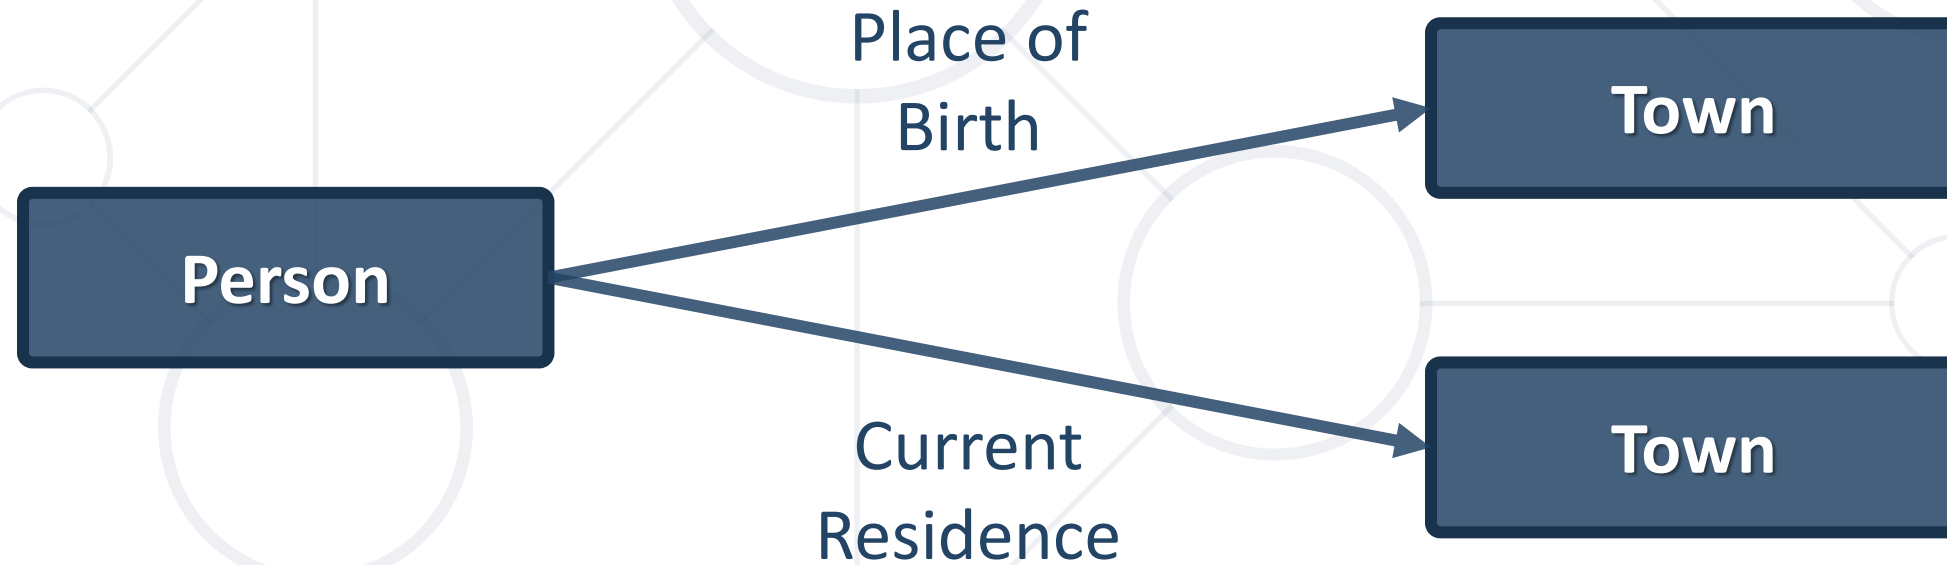 Place of
Birth
Town
Person
Current
Residence
Town